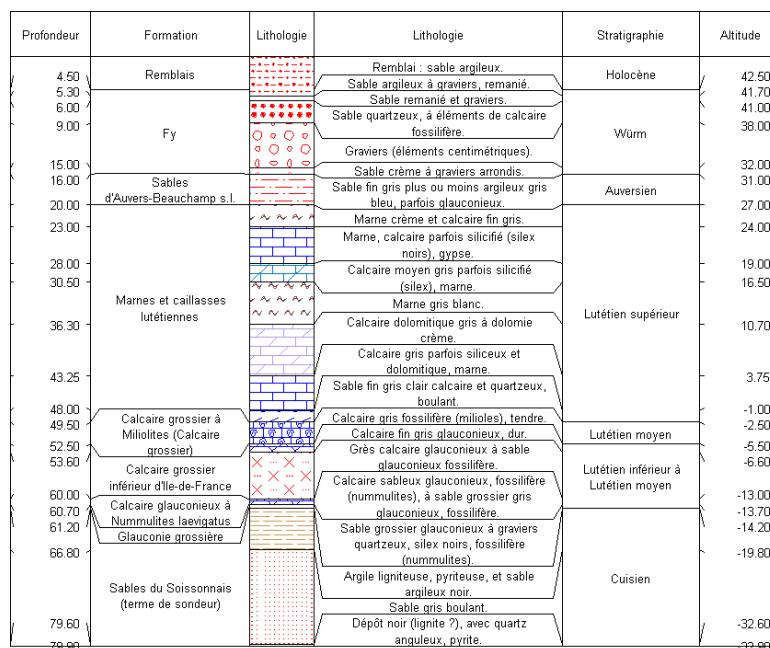 Profondeur
Formation
Lithologie
Lithologie
Stratigraphie
Altitude
4.50
5.30
6.00
9.00
15.00
16.00
20.00
23.00
28.00
30.50
36.30
43.25
48.00
49.50
52.50
53.60
60.00
60.70
61.20
66.80
79.60
79.90
Remblais
Fy
Sables
d'Auvers-Beauchamp s.l.
Marnes et caillasses
lutétiennes
Calcaire grossier à
Miliolites (Calcaire
grossier)
Calcaire grossier
inférieur d'Ile-de-France
Calcaire glauconieux à
Nummulites laevigatus
Glauconie grossière
Sables du Soissonnais
(terme de sondeur)
Remblai : sable argileux.
Sable argileux à graviers, remanié.
Sable remanié et graviers.
Sable quartzeux, à éléments de calcaire
fossilifère.
Graviers (éléments centimétriques).
Sable crème à graviers arrondis.
Sable fin gris plus ou moins argileux gris
bleu, parfois glauconieux.
Marne crème et calcaire fin gris.
Marne, calcaire parfois silicifié (silex
noirs), gypse.
Calcaire moyen gris parfois silicifié
(silex), marne.
Marne gris blanc.
Calcaire dolomitique gris à dolomie
crème.
Calcaire gris parfois siliceux et
dolomitique, marne.
Sable fin gris clair calcaire et quartzeux,
boulant.
Calcaire gris fossilifère (milioles), tendre.
Calcaire fin gris glauconieux, dur.
Grès calcaire glauconieux à sable
glauconieux fossilifère.
Calcaire sableux glauconieux, fossilifère
(nummulites), à sable grossier gris
glauconieux, fossilifère.
Sable grossier glauconieux à graviers
quartzeux, silex noirs, fossilifère
(nummulites).
Argile ligniteuse, pyriteuse, et sable
argileux noir.
Sable gris boulant.
Dépôt noir (lignite ?), avec quartz
anguleux, pyrite.
Holocène
Würm
Auversien
Lutétien supérieur
Lutétien moyen
Lutétien inférieur à
Lutétien moyen
Cuisien
42.50
41.70
41.00
38.00
32.00
31.00
27.00
24.00
19.00
16.50
10.70
3.75
-1.00
-2.50
-5.50
-6.60
-13.00
-13.70
-14.20
-19.80
-32.60
-32.90